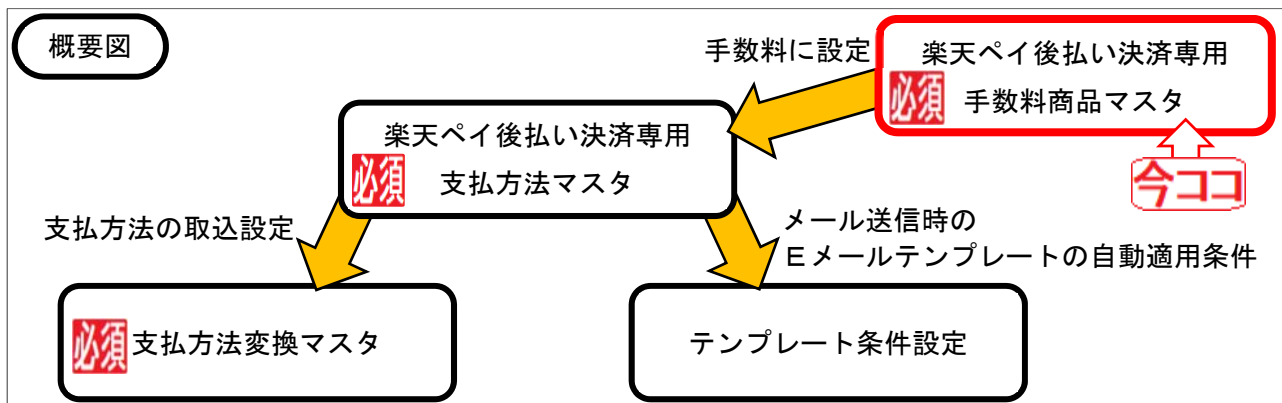 概要図
手数料に設定
楽天ペイ後払い決済専用
必須 手数料商品マスタ
今ココ
楽天ペイ後払い決済専用
必須 支払方法マスタ
支払方法の取込設定
メール送信時の
Eメールテンプレートの自動適用条件
必須 支払方法変換マスタ
テンプレート条件設定